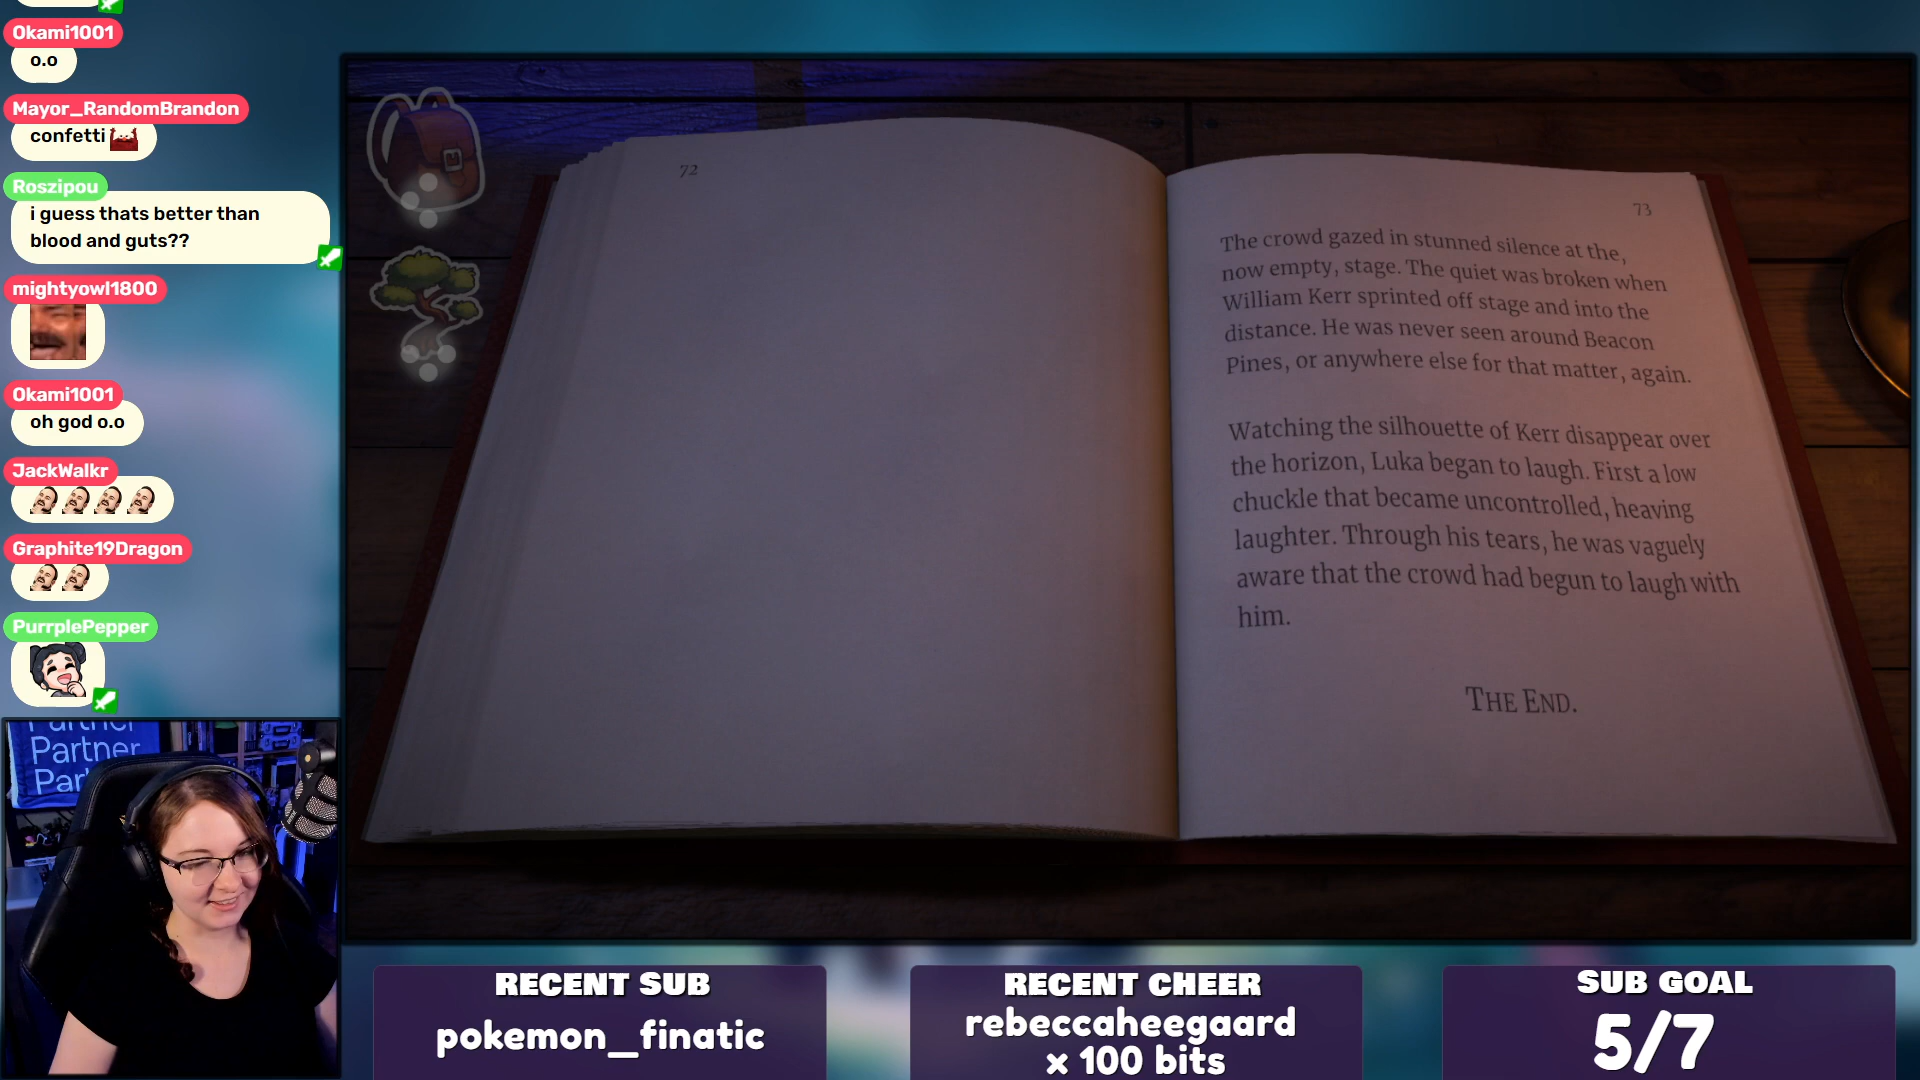 Okami1001
o.o
Mayor_RandomBrandon
confetti
Roszipou
i guess thats better than
blood and guts??
mightyowl1800
Okami1001
oh god o.o
JackWalkr
Graphite19Dragon
PurrplePepper
Partner
Partner
72
73
The crowd gazed in stunned silence at the,
now empty, stage. The quiet was broken when
William Kerr sprinted off stage and into the
distance. He was never seen around Beacon
Pines, or anywhere else for that matter, again.
Watching the silhouette of Kerr disappear over
the horizon, Luka began to laugh. First a low
chuckle that became uncontrolled, heaving
laughter. Through his tears, he was vaguely
aware that the crowd had begun to laugh with
him.
THE END.
RECENT SUB
pokemon_finatic
RECENT CHEER
rebeccaheegaard
x 100 bits
SUB GOAL
5/7